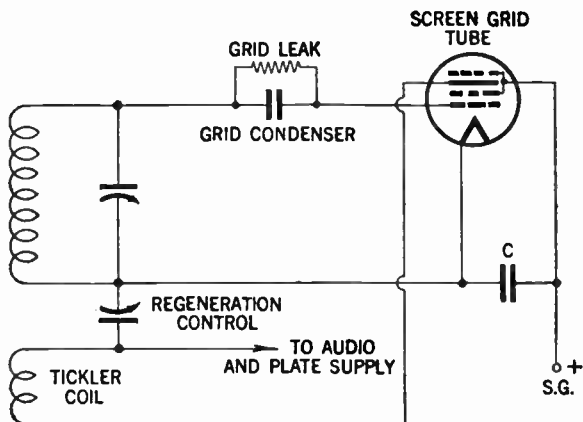 SCREEN GRID
TUBE
GRID LEAK
GRID CONDENSER
C
REGENERATION
CONTROL
TO AUDIO
AND PLATE SUPPLY
TICKLER
COIL
+
S.G.